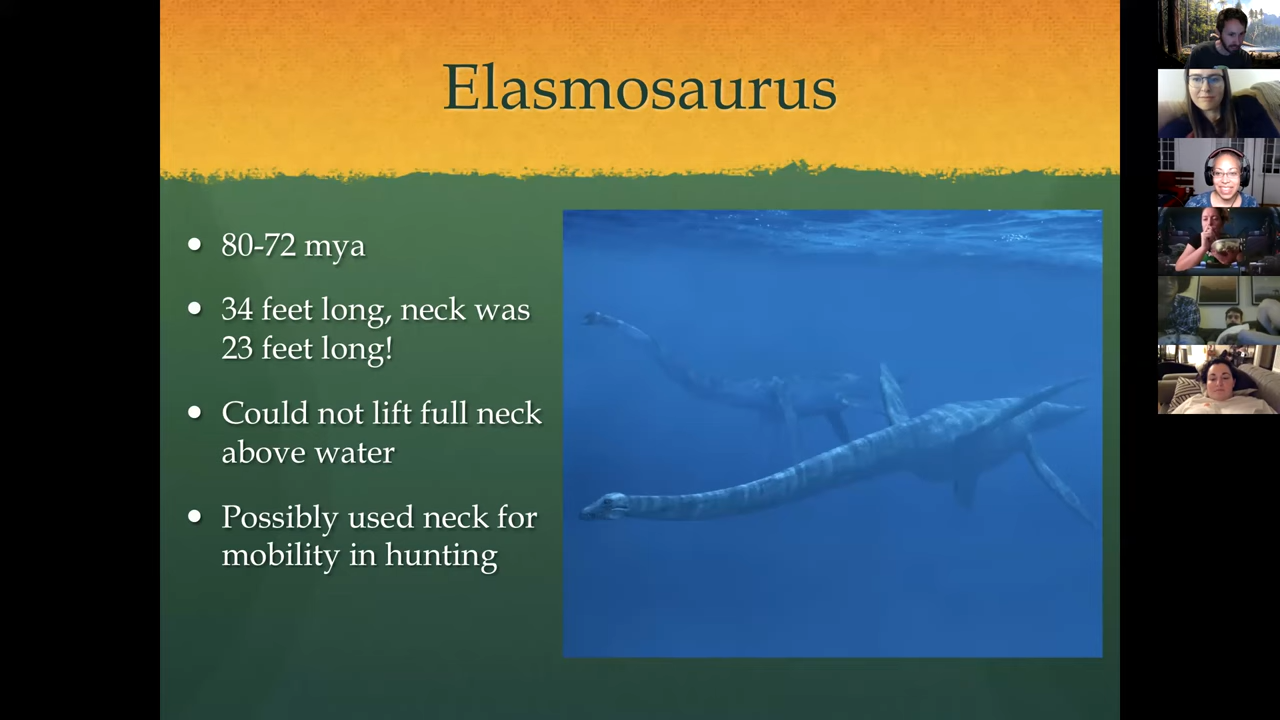 Elasmosaurus
• 80-72 mya
• 34 feet long, neck was
23 feet long!
• Could not lift full neck
above water
• Possibly used neck for
mobility in hunting